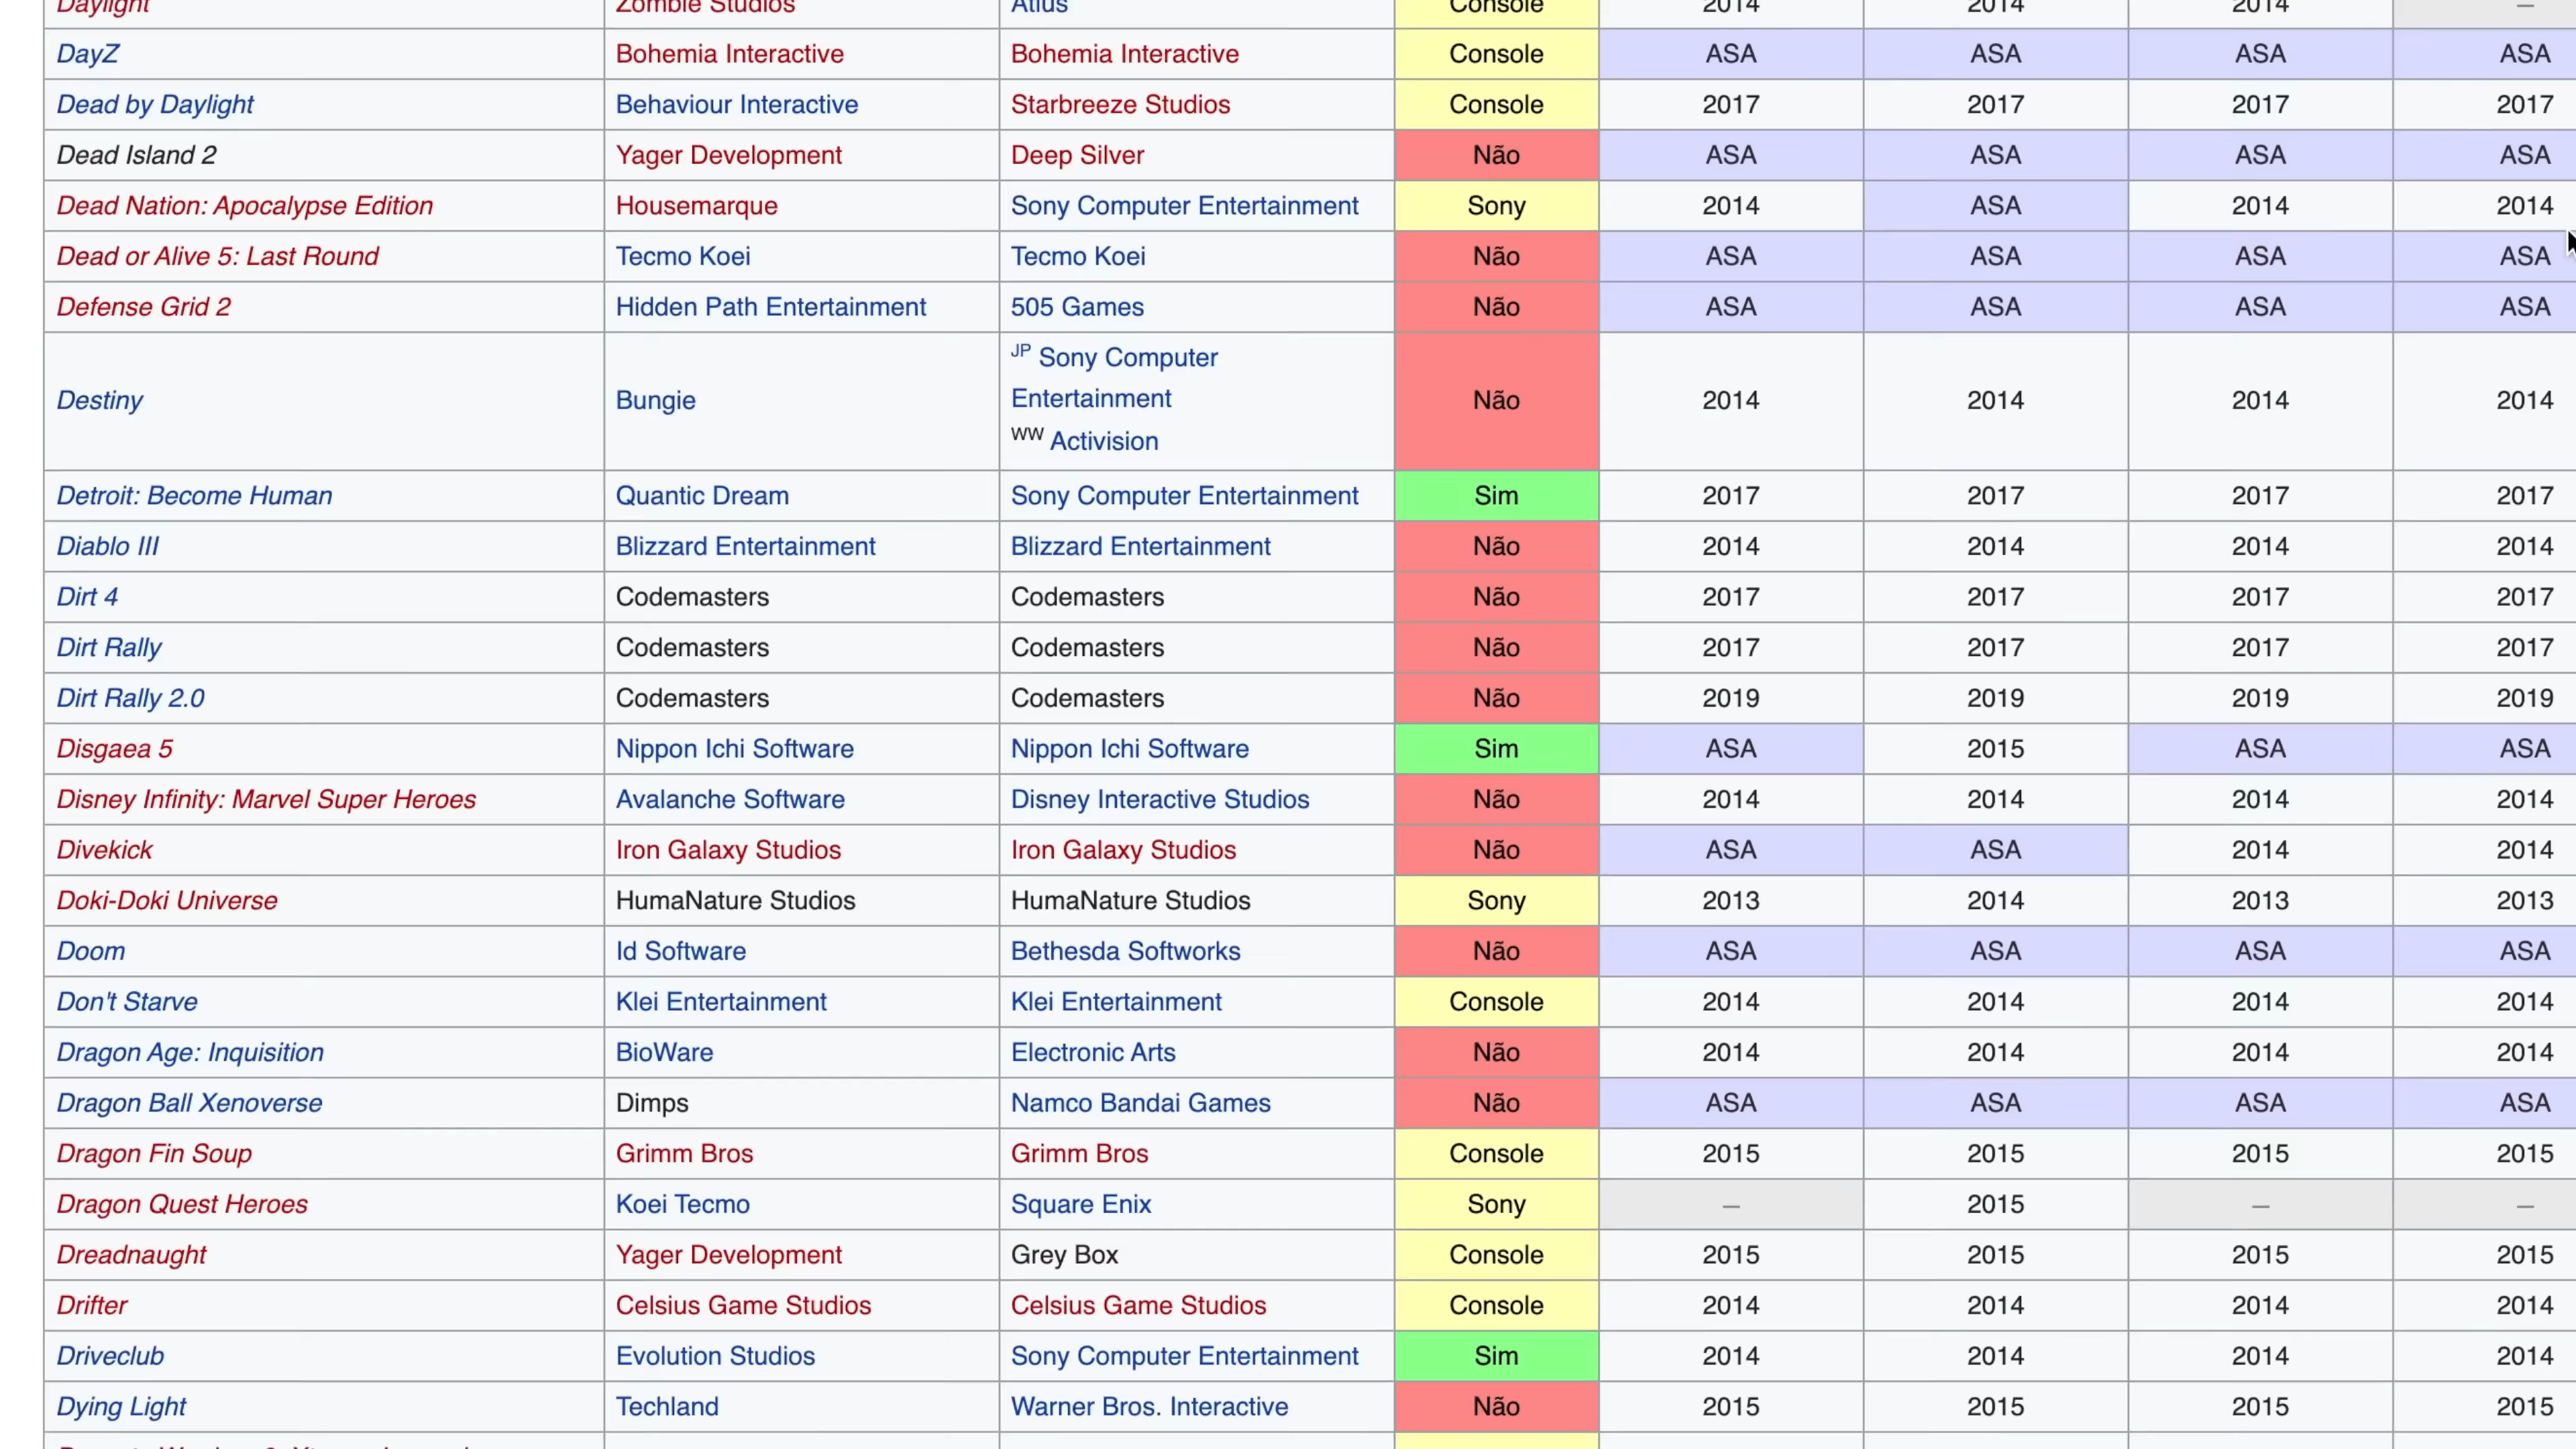 Daylight Zombie Studios Atlus Console 2014 2014 2014 –
DayZ Bohemia Interactive Bohemia Interactive Console ASA ASA ASA ASA
Dead by Daylight Behaviour Interactive Starbreeze Studios Console 2017 2017 2017 2017
Dead Island 2 Yager Development Deep Silver Não ASA ASA ASA ASA
Dead Nation: Apocalypse Edition Housemarque Sony Computer Entertainment Sony 2014 ASA 2014 2014
Dead or Alive 5: Last Round Tecmo Koei Tecmo Koei Não ASA ASA ASA ASA
Defense Grid 2 Hidden Path Entertainment 505 Games Não ASA ASA ASA ASA
JP Sony Computer
Entertainment
Destiny Bungie Não 2014 2014 2014 2014
WW Activision
Detroit: Become Human Quantic Dream Sony Computer Entertainment Sim 2017 2017 2017 2017
Diablo III Blizzard Entertainment Blizzard Entertainment Não 2014 2014 2014 2014
Dirt 4 Codemasters Codemasters Não 2017 2017 2017 2017
Dirt Rally Codemasters Codemasters Não 2017 2017 2017 2017
Dirt Rally 2.0 Codemasters Codemasters Não 2019 2019 2019 2019
Disgaea 5 Nippon Ichi Software Nippon Ichi Software Sim ASA 2015 ASA ASA
Disney Infinity: Marvel Super Heroes Avalanche Software Disney Interactive Studios Não 2014 2014 2014 2014
Divekick Iron Galaxy Studios Iron Galaxy Studios Não ASA ASA 2014 2014
Doki-Doki Universe HumaNature Studios HumaNature Studios Sony 2013 2014 2013 2013
Doom Id Software Bethesda Softworks Não ASA ASA ASA ASA
Don't Starve Klei Entertainment Klei Entertainment Console 2014 2014 2014 2014
Dragon Age: Inquisition BioWare Electronic Arts Não 2014 2014 2014 2014
Dragon Ball Xenoverse Dimps Namco Bandai Games Não ASA ASA ASA ASA
Dragon Fin Soup Grimm Bros Grimm Bros Console 2015 2015 2015 2015
Dragon Quest Heroes Koei Tecmo Square Enix Sony – 2015 – –
Dreadnaught Yager Development Grey Box Console 2015 2015 2015 2015
Drifter Celsius Game Studios Celsius Game Studios Console 2014 2014 2014 2014
Driveclub Evolution Studios Sony Computer Entertainment Sim 2014 2014 2014 2014
Dying Light Techland Warner Bros. Interactive Não 2015 2015 2015 2015